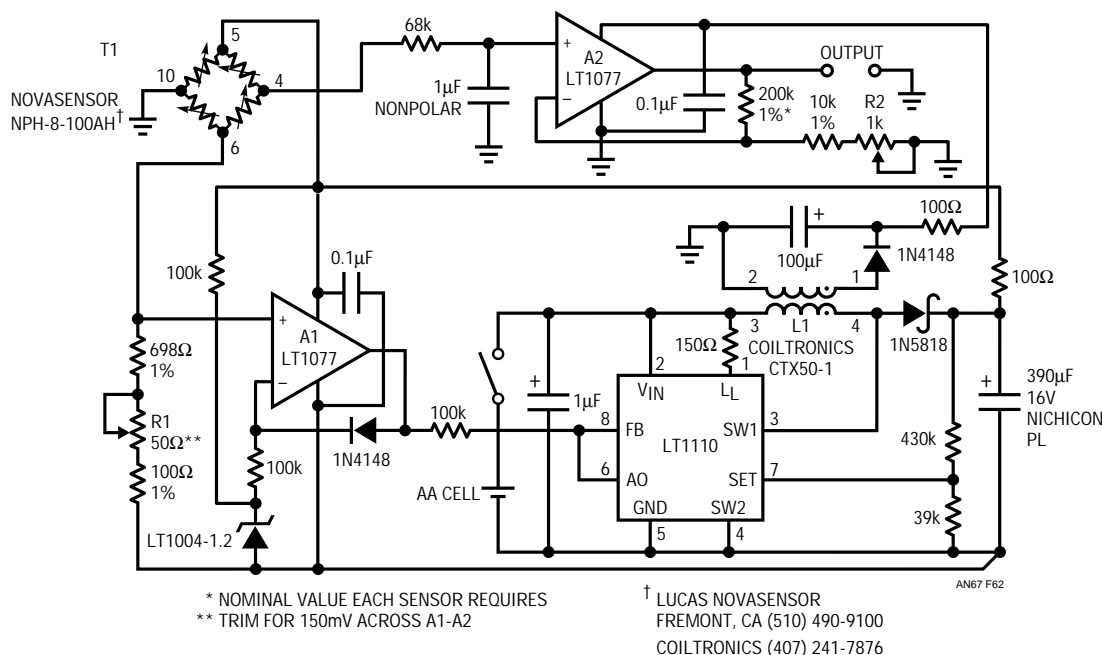 T1
5
10
4
6
NOVASENSOR
NPH-8-100AH†
68k
1µF
NONPOLAR
+
–
A2
LT1077
0.1µF
OUTPUT
200k
1%*
10k
1%
R2
1k
100k
0.1µF
+
–
A1
LT1077
698Ω
1%
R1
50Ω**
100Ω
1%
100k
1N4148
LT1004-1.2
100k
AA CELL
+
1µF
+
100µF
1N4148
100Ω
100Ω
2
1
3
L1
4
COILTRONICS
CTX50-1
1N5818
150Ω
2
1
VIN
LL
8
FB
SW1
3
LT1110
6
AO
SET
7
GND
SW2
5
4
430k
39k
+
390µF
16V
NICHICON
PL
AN67 F62
* NOMINAL VALUE EACH SENSOR REQUIRES
** TRIM FOR 150mV ACROSS A1-A2
† LUCAS NOVASENSOR
FREMONT, CA (510) 490-9100
COILTRONICS (407) 241-7876